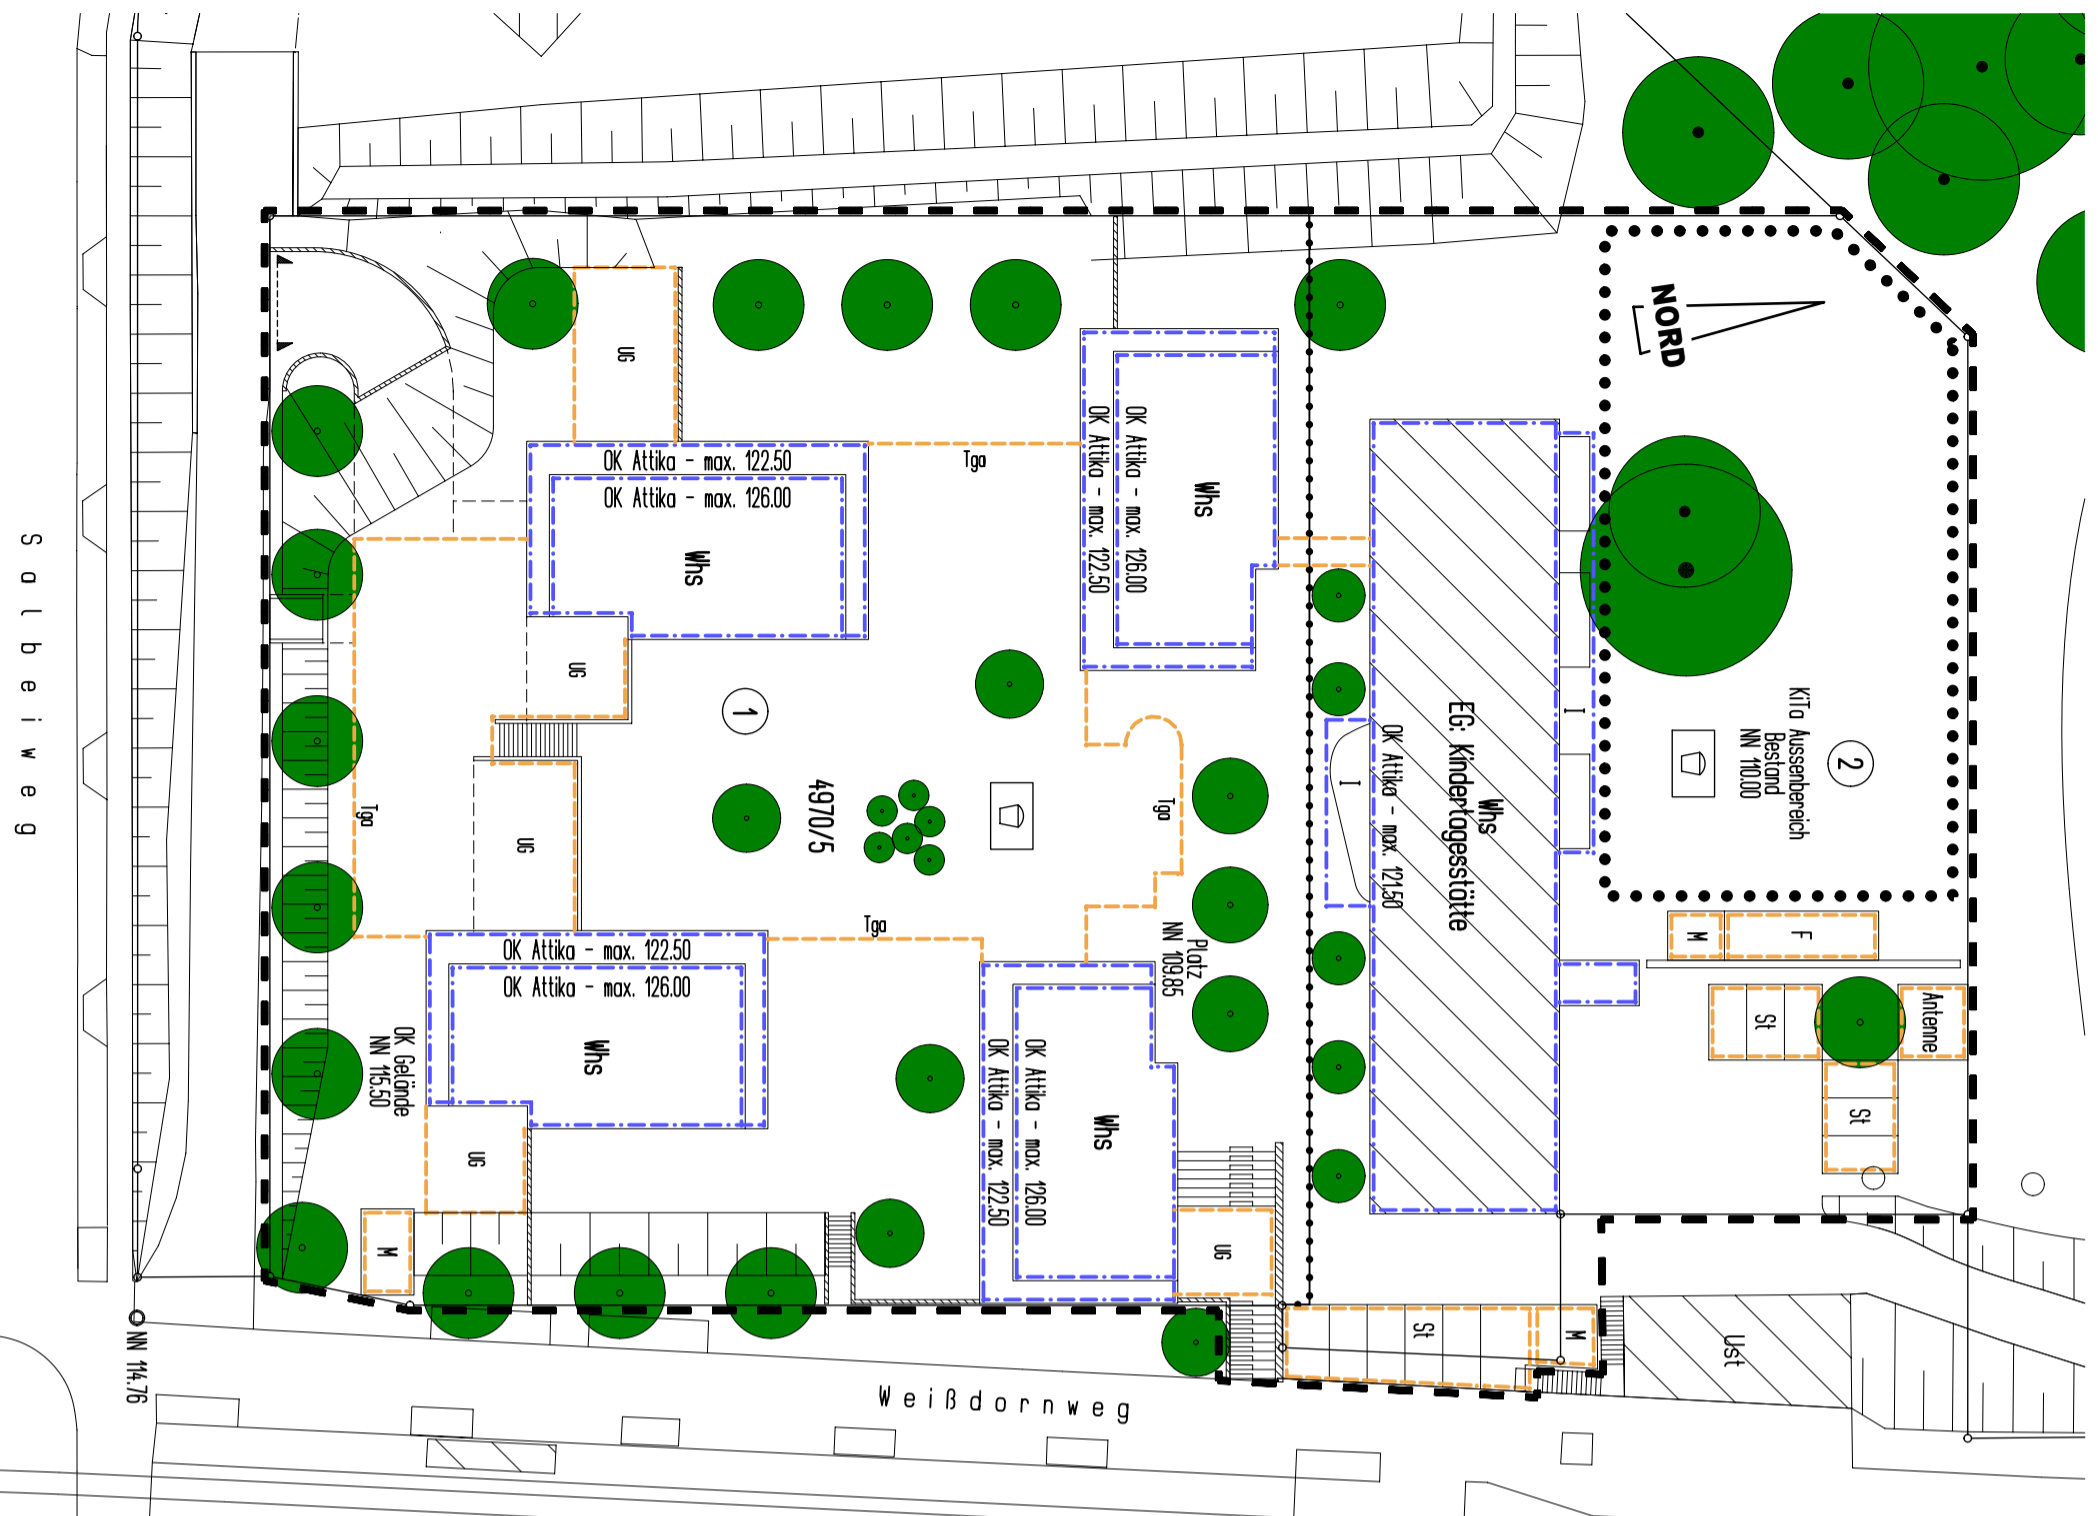 NORD
UG
OK Attika - max. 122.50
OK Attika - max. 126.00
Whs
Tga
OK Attika - max. 126.00
OK Attika - max. 122.50
Whs
UG
1
4970/5
Tga
UG
Tga
Tga
Platz
NN 109.85
I
OK Attika - max. 121.50
Whs
EG: Kindertagesstätte
I
KiTa Aussenbereich
Bestand
NN 110.00
2
M
F
St
Antenne
St
OK Attika - max. 122.50
OK Attika - max. 126.00
Whs
OK Gelände
NN 115.50
UG
M
OK Attika - max. 126.00
OK Attika - max. 122.50
Whs
UG
St
M
Ust
Salbeiweg
NN 114.76
Weißdornweg